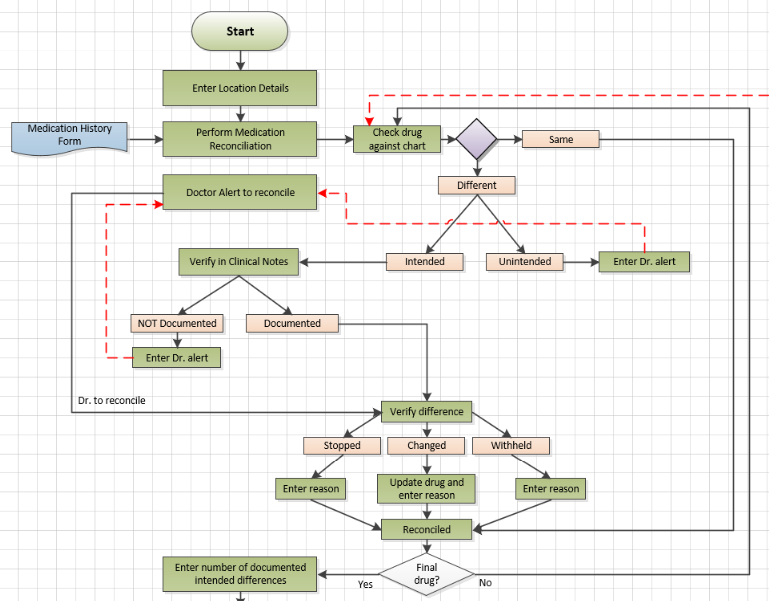 Start
Enter Location Details
Medication History
Form
Perform Medication
Reconciliation
Check drug
against chart
Same
Doctor Alert to reconcile
Different
Verify in Clinical Notes
Intended
Unintended
Enter Dr. alert
NOT Documented
Documented
Enter Dr. alert
Dr. to reconcile
Verify difference
Stopped
Changed
Withheld
Enter reason
Update drug and
enter reason
Enter reason
Reconciled
Enter number of documented
intended differences
Yes
Final
drug?
No